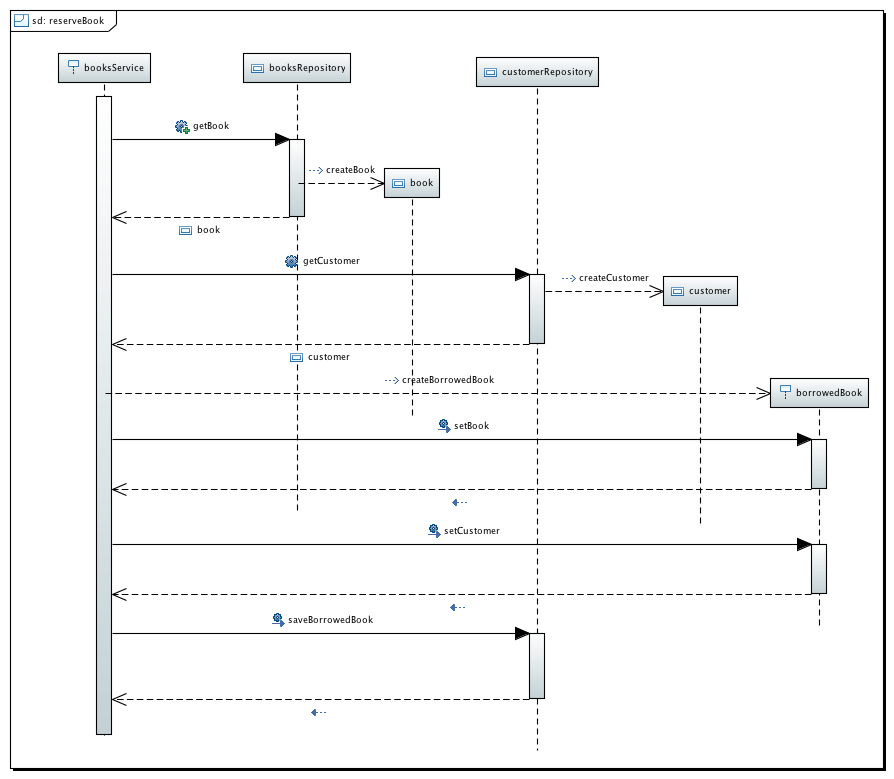 sd: reserveBook
booksService
booksRepository
customerRepository
getBook
createBook
book
book
getCustomer
createCustomer
customer
customer
createBorrowedBook
borrowedBook
setBook
setCustomer
saveBorrowedBook